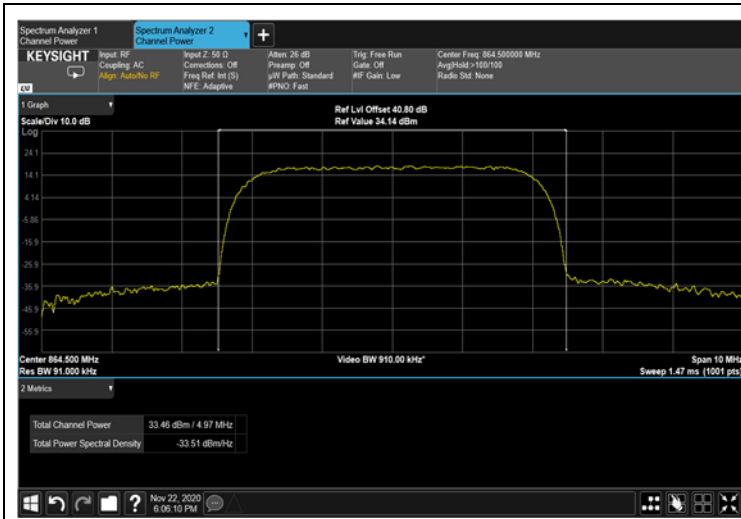 Spectrum Analyzer 1
Channel Power
Spectrum Analyzer 2
Channel Power
KEYSIGHT
Input: RF
Coupling: AC
Align: Auto/No RF
Input Z: 50 Ω
Corrections: Off
Freq Ref: Int (S)
NFE: Adaptive
Atten: 26 dB
Preamp: Off
µW Path: Standard
#PNO: Fast
Trig: Free Run
Gate: Off
#IF Gain: Low
Center Freq: 864.500000 MHz
Avg|Hold:>100/100
Radio Std: None
LXI
1 Graph
Scale/Div 10.0 dB
Ref Lvl Offset 40.80 dB
Ref Value 34.14 dBm
Log
24.1
14.1
4.14
-5.86
-15.9
-25.9
-35.9
-45.9
-55.9
Center 864.500 MHz
Video BW 910.00 kHz*
Span 10 MHz
Res BW 91.000 kHz
Sweep 1.47 ms (1001 pts)
2 Metrics
Total Channel Power 33.46 dBm / 4.97 MHz
Total Power Spectral Density -33.51 dBm/Hz
Nov 22, 2020
6:06:10 PM